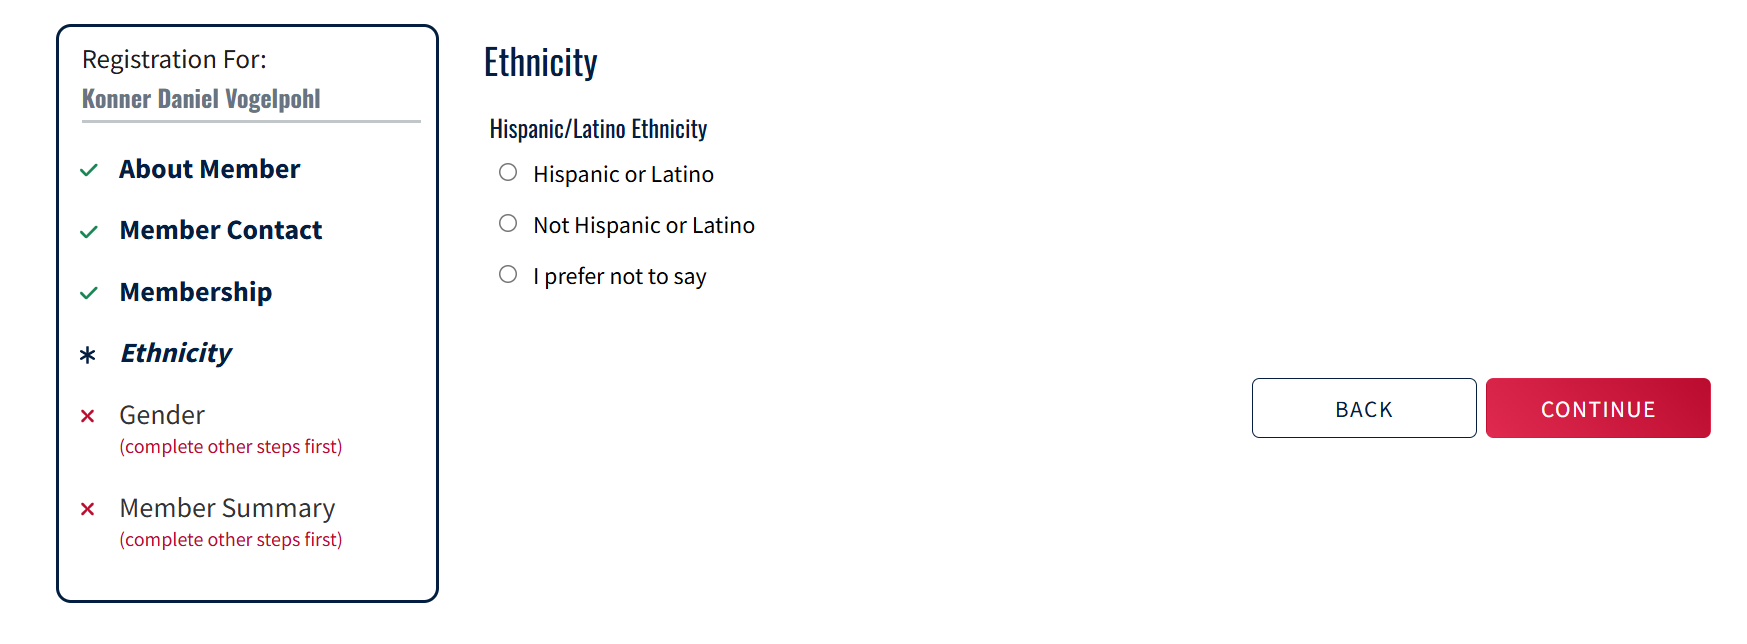 Registration For:
Konner Daniel Vogelpohl
About Member
Member Contact
Membership
Ethnicity
Gender
(complete other steps first)
Member Summary
(complete other steps first)
Ethnicity
Hispanic/Latino Ethnicity
Hispanic or Latino
Not Hispanic or Latino
I prefer not to say
BACK
CONTINUE